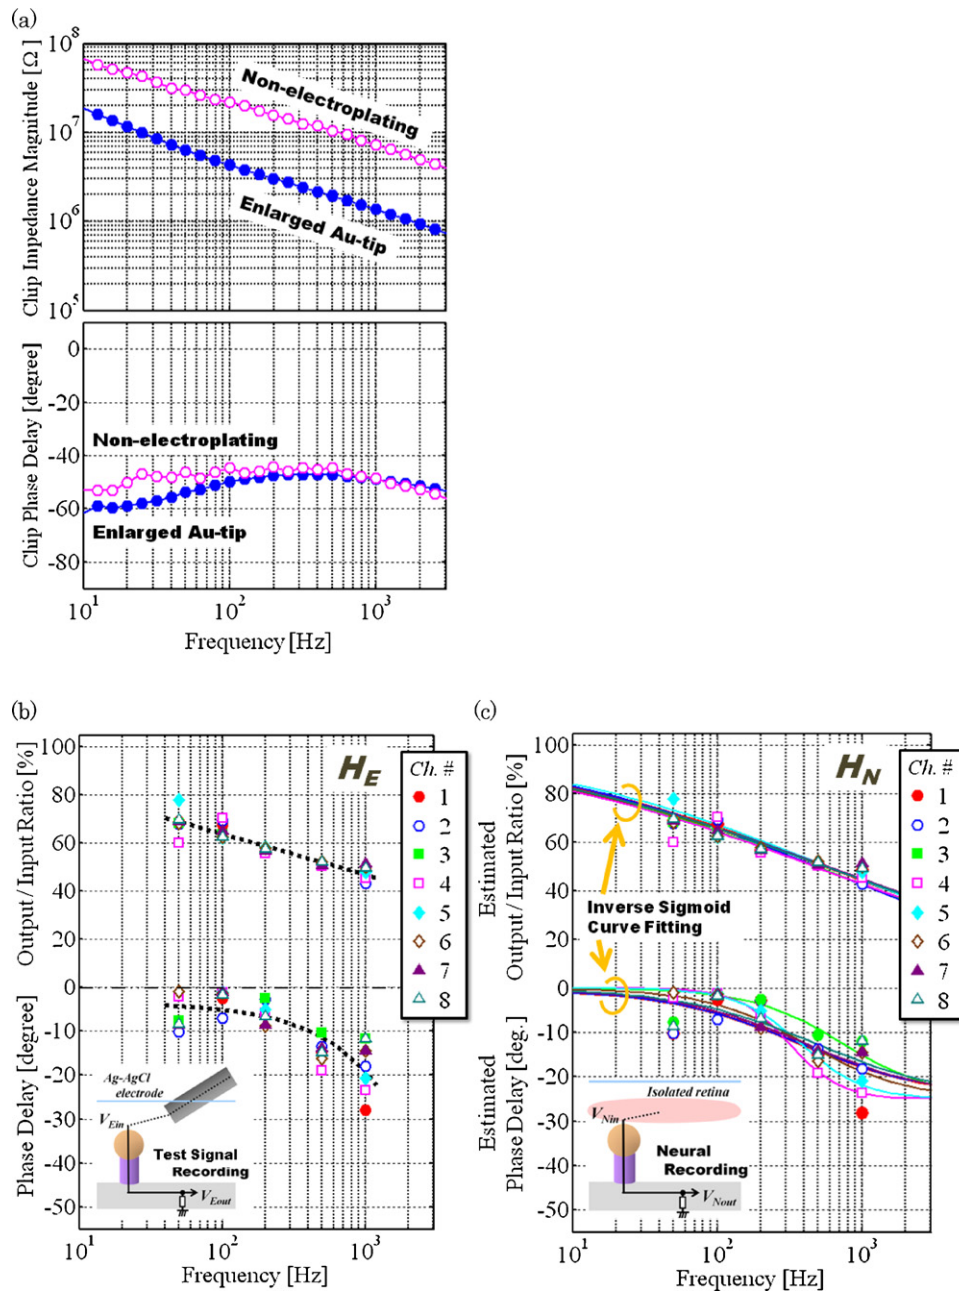 (a)
10^8
10^7
10^6
10^5
Chip Impedance Magnitude [Ω]
Non-electroplating
Enlarged Au-tip
0
-20
-40
-60
-80
Chip Phase Delay [degree]
Non-electroplating
Enlarged Au-tip
10^1
10^2
10^3
Frequency [Hz]
(b)
100
80
60
40
20
0
Output / Input Ratio [%]
H_E
Ch. #
1
2
3
4
5
6
7
8
-10
-20
-30
-40
-50
Phase Delay [degree]
Ag-AgCl
electrode
V_Ein
Test Signal
Recording
V_Eout
10^1
10^2
10^3
Frequency [Hz]
(c)
100
80
60
40
20
0
Estimated
Output / Input Ratio [%]
H_N
Ch. #
1
2
3
4
5
6
7
8
Inverse Sigmoid
Curve Fitting
-10
-20
-30
-40
-50
Estimated
Phase Delay [deg.]
Isolated retina
V_Nin
Neural
Recording
V_Nout
10^1
10^2
10^3
Frequency [Hz]